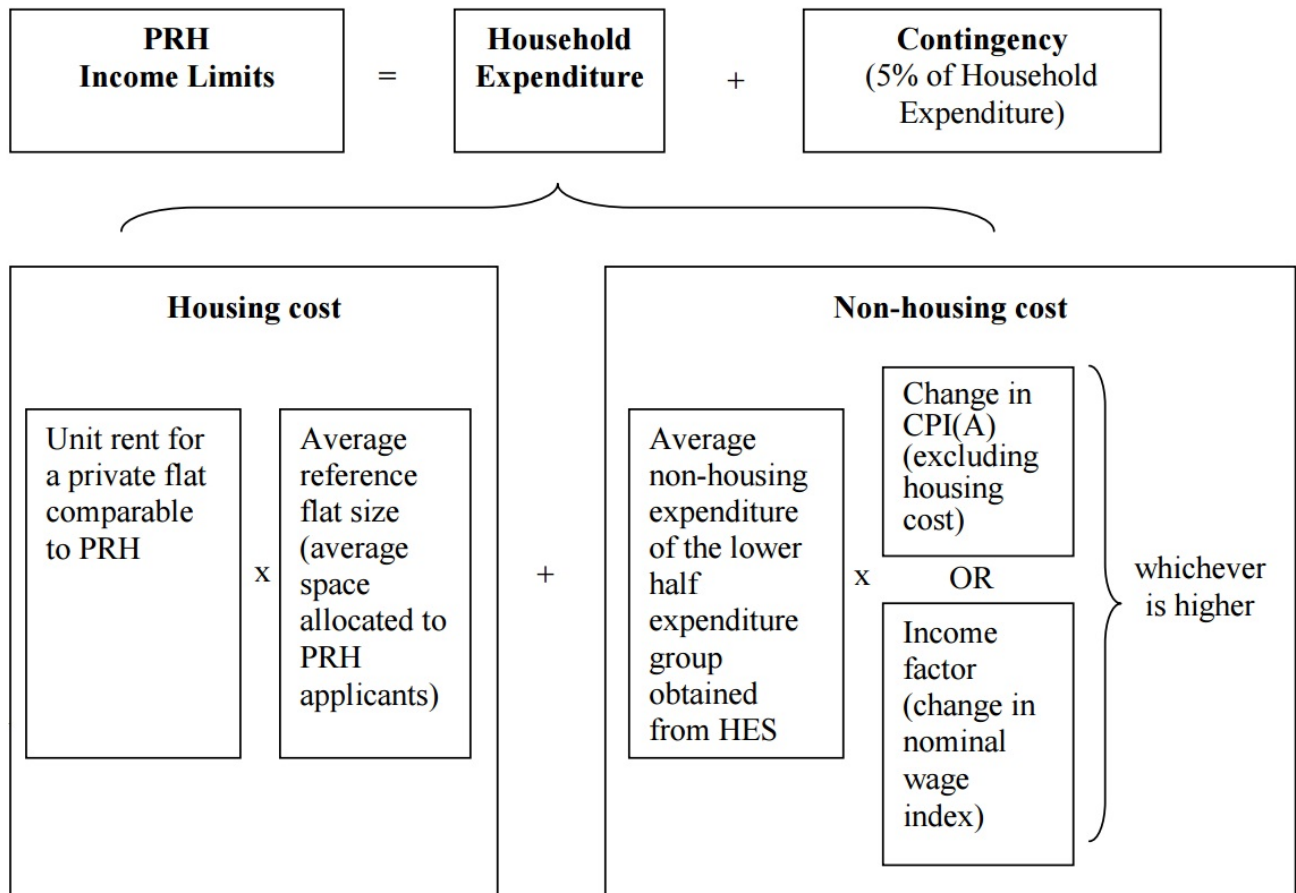 PRH
Income Limits
=
Household
Expenditure
+
Contingency
(5% of Household
Expenditure)
Housing cost
Unit rent for
a private flat
comparable
to PRH
x
Average
reference
flat size
(average
space
allocated to
PRH
applicants)
+
Non-housing cost
Average
non-housing
expenditure
of the lower
half
expenditure
group
obtained
from HES
x
Change in
CPI(A)
(excluding
housing
cost)
OR
Income
factor
(change in
nominal
wage
index)
whichever
is higher